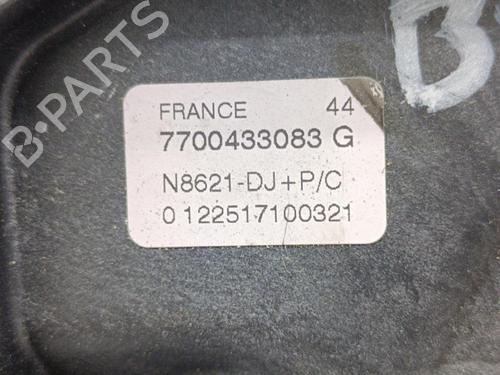 B-PARTS
FRANCE 44
7700433083 G
N8621-DJ+P/C
0 122517100321
B